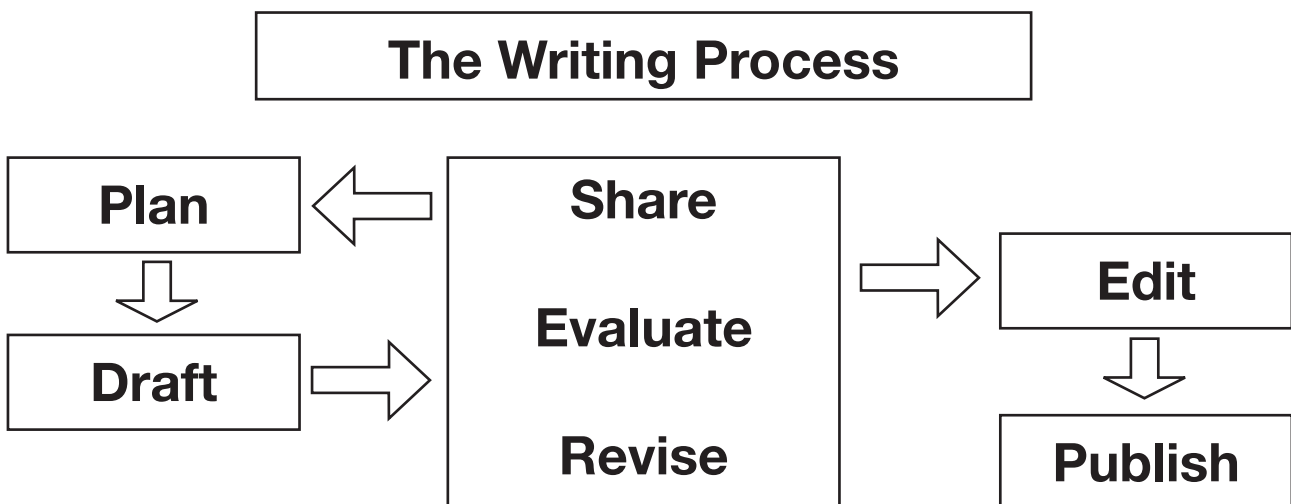 The Writing Process
Plan
Draft
Share
Evaluate
Revise
Edit
Publish